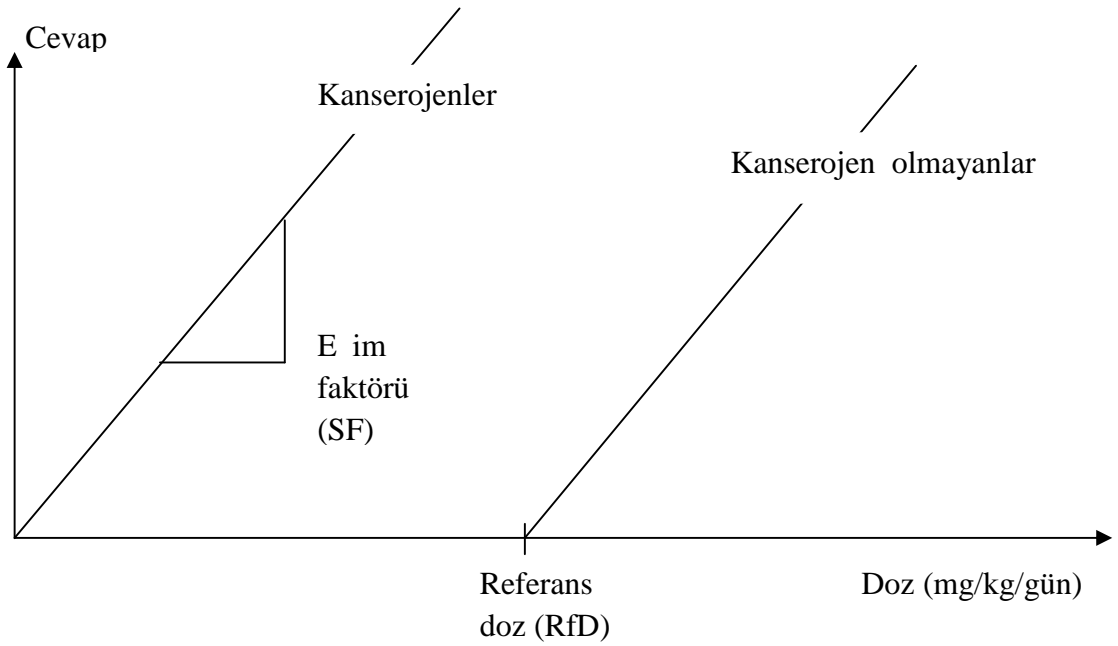 Cevap
Kanserojenler
Kanserojen olmayanlar
E im
faktörü
(SF)
Referans
doz (RfD)
Doz (mg/kg/gün)